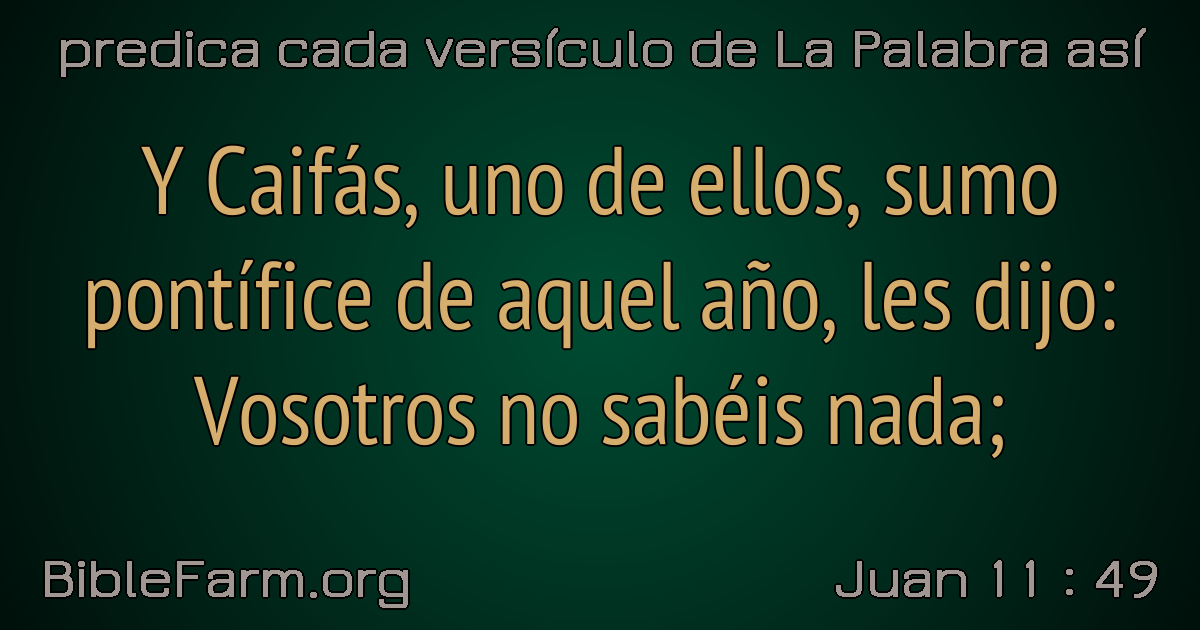 predica cada versículo de La Palabra así
Y Caifás, uno de ellos, sumo
pontífice de aquel año, les dijo:
Vosotros no sabéis nada;
BibleFarm.org
Juan 11 : 49